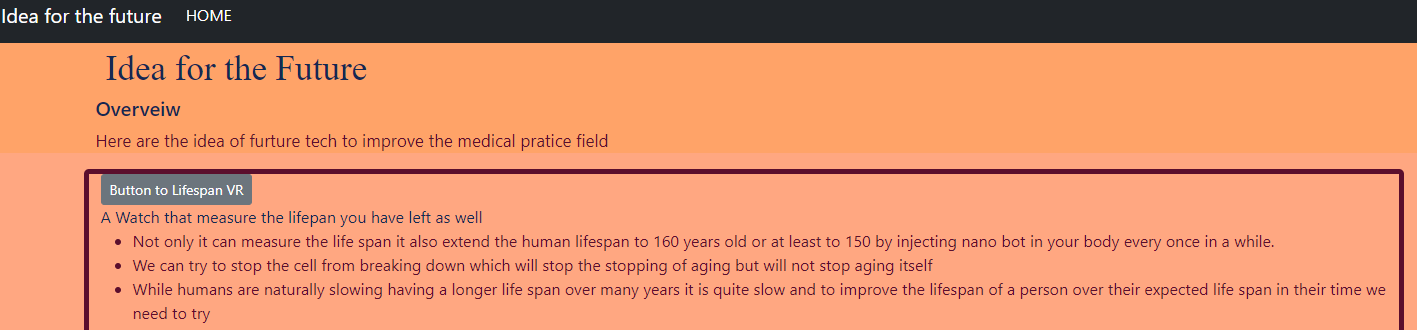 Idea for the future HOME
Idea for the Future
Overveiw
Here are the idea of furture tech to improve the medical pratice field
Button to Lifespan VR
A Watch that measure the lifepan you have left as well
Not only it can measure the life span it also extend the human lifespan to 160 years old or at least to 150 by injecting nano bot in your body every once in a while.
We can try to stop the cell from breaking down which will stop the stopping of aging but will not stop aging itself
While humans are naturally slowing having a longer life span over many years it is quite slow and to improve the lifespan of a person over their expected life span in their time we
need to try